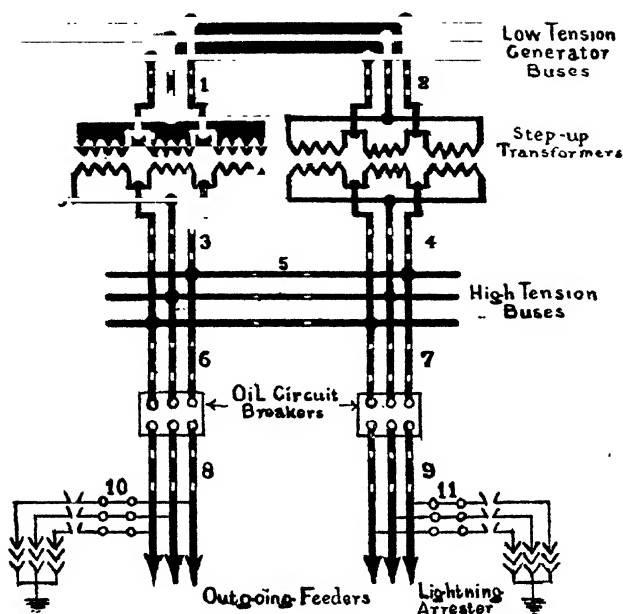 Low Tension
Generator
Buses
1
2
Step-up
Transformers
3
4
5
High Tension
Buses
6
7
Oil Circuit
Breakers
8
9
10
11
Outgoing Feeders
Lightning
Arrester